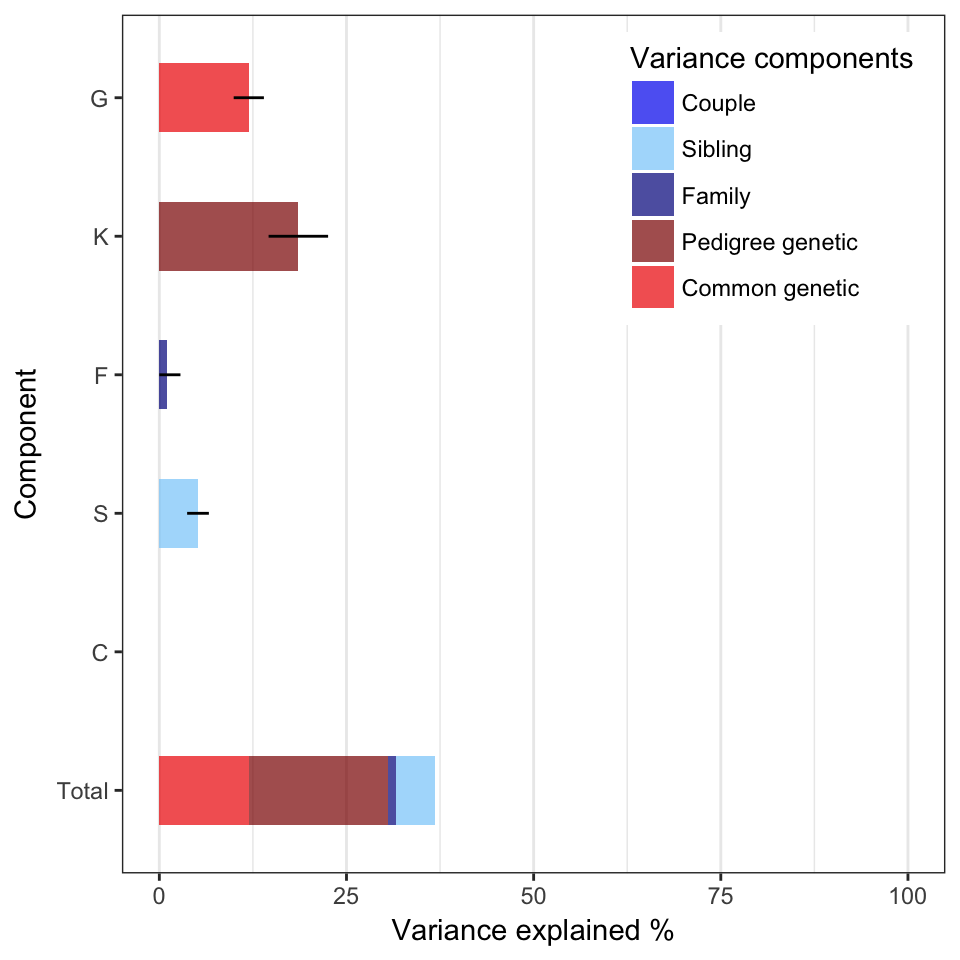 Variance components
Couple
Sibling
Family
Pedigree genetic
Common genetic
G
K
F
S
C
Total
Component
0 25 50 75 100
Variance explained %